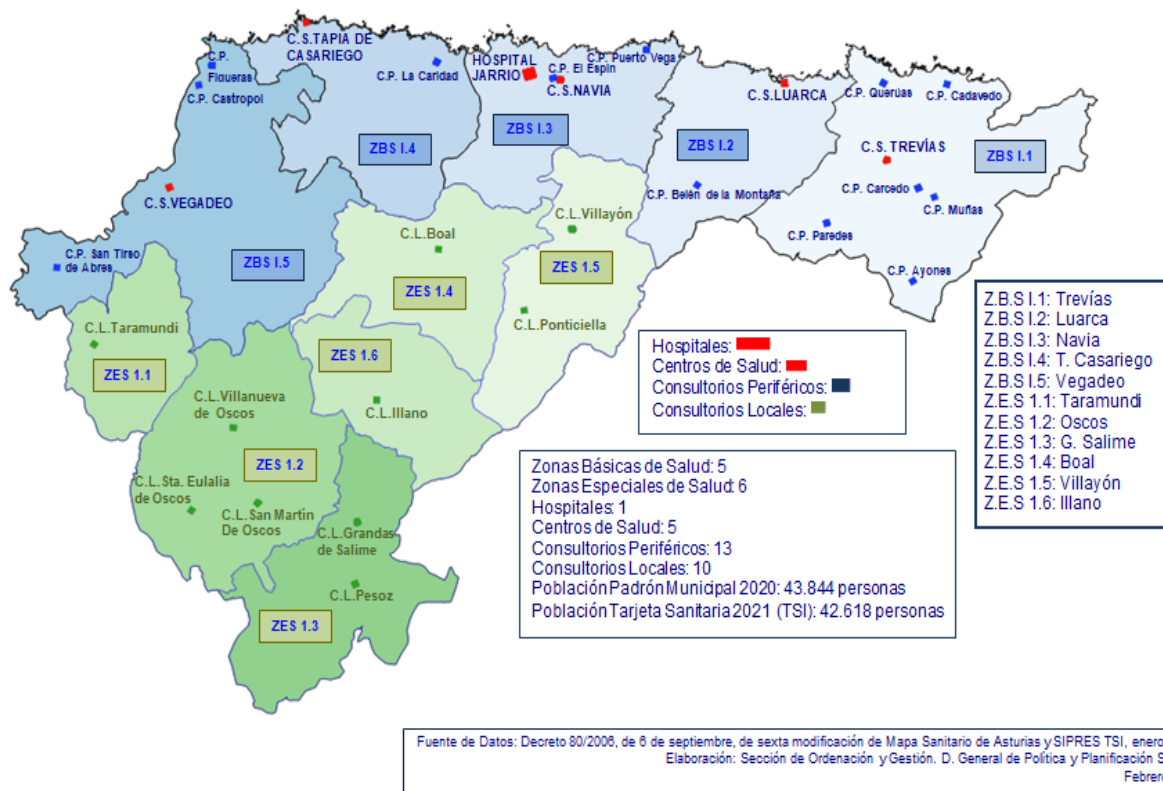 C.S.TAPIA DE
CASARIEGO
C.P.
Figueras
C.P. Castropol
C.P. La Caridad
HOSPITAL
JARRIO
C.P. El Espin
C.S.NAVIA
C.P. Puerto Vega
C.S.LUARCA
C.P. Querúas
C.P. Cadavedo
ZBS I.4
ZBS I.3
ZBS I.2
C.S. TREVÍAS
ZBS I.1
C.S.VEGADEO
C.P. Belén de la Montaña
C.P. Carcedo
C.P. Muñas
C.P. Paredes
C.P. Ayones
C.P. San Tirso
de Abres
ZBS I.5
C.L.Boal
C.L.Villayón
ZES 1.4
ZES 1.5
C.L.Taramundi
ZES 1.1
C.L.Ponticiella
ZES 1.6
C.L.Illano
C.L.Villanueva
de Oscos
ZES 1.2
C.L.Sta. Eulalia
de Oscos
C.L.San Martín
De Oscos
C.L.Grandas
de Salime
C.L.Pesoz
ZES 1.3
Hospitales:
Centros de Salud:
Consultorios Periféricos:
Consultorios Locales:
Z.B.S I.1: Trevías
Z.B.S I.2: Luarca
Z.B.S I.3: Navia
Z.B.S I.4: T. Casariego
Z.B.S I.5: Vegadeo
Z.E.S 1.1: Taramundi
Z.E.S 1.2: Oscos
Z.E.S 1.3: G. Salime
Z.E.S 1.4: Boal
Z.E.S 1.5: Villayón
Z.E.S 1.6: Illano
Zonas Básicas de Salud: 5
Zonas Especiales de Salud: 6
Hospitales: 1
Centros de Salud: 5
Consultorios Periféricos: 13
Consultorios Locales: 10
Población Padrón Municipal 2020: 43.844 personas
Población Tarjeta Sanitaria 2021 (TSI): 42.618 personas
Fuente de Datos: Decreto 80/2006, de 6 de septiembre, de sexta modificación de Mapa Sanitario de Asturias y SIPRES TSI, enero
Elaboración: Sección de Ordenación y Gestión. D. General de Política y Planificación S
Febrero